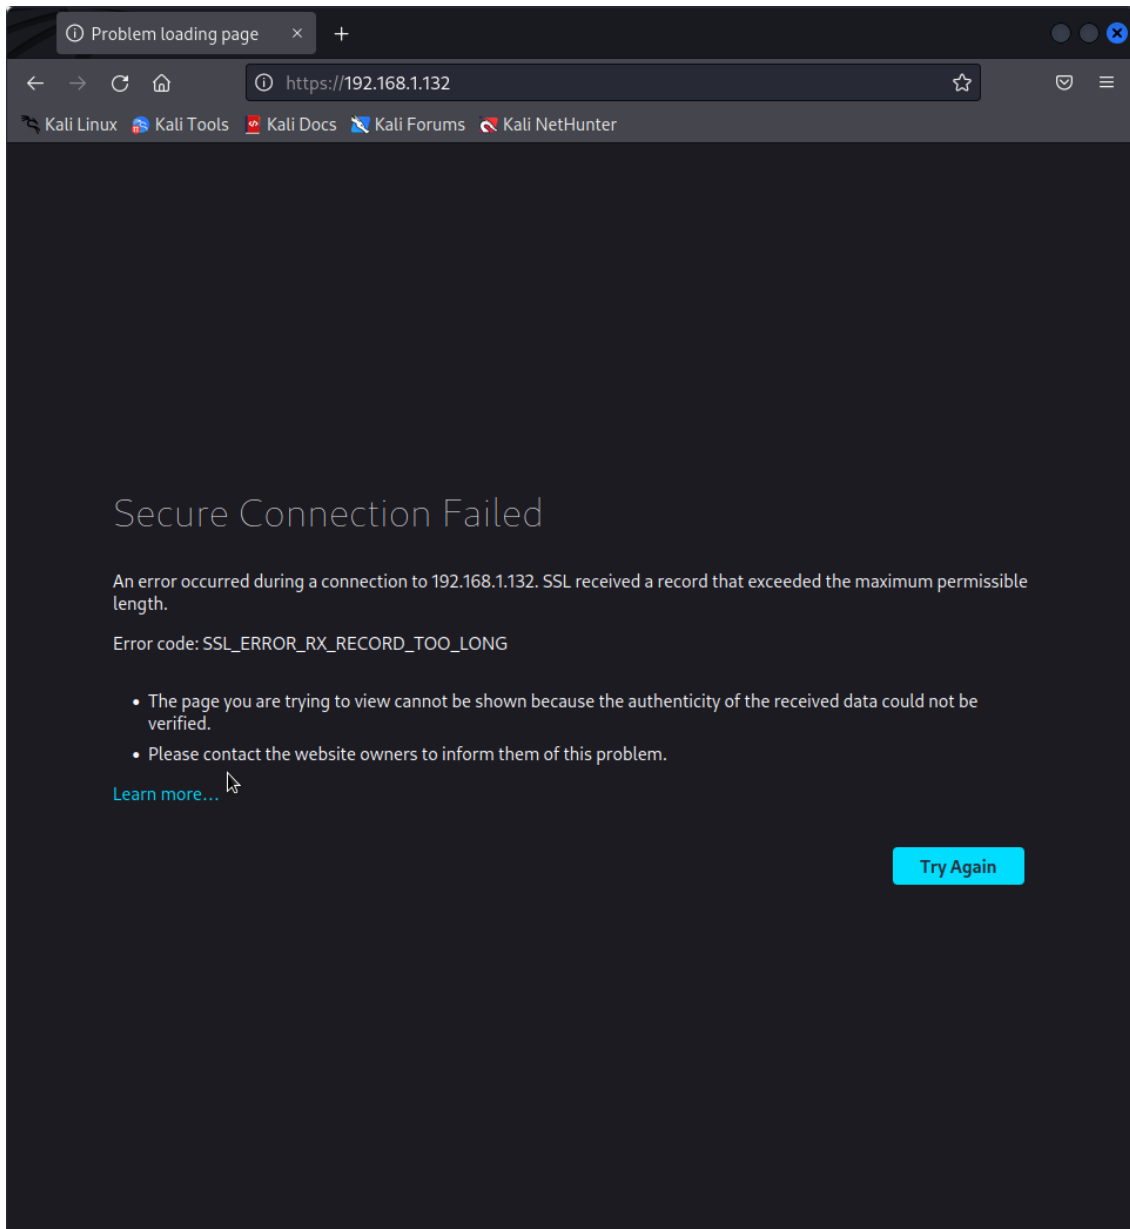 Problem loading page
https://192.168.1.132
Kali Linux Kali Tools Kali Docs Kali Forums Kali NetHunter
Secure Connection Failed
An error occurred during a connection to 192.168.1.132. SSL received a record that exceeded the maximum permissible
length.
Error code: SSL_ERROR_RX_RECORD_TOO_LONG
• The page you are trying to view cannot be shown because the authenticity of the received data could not be
verified.
• Please contact the website owners to inform them of this problem.
Learn more…
Try Again